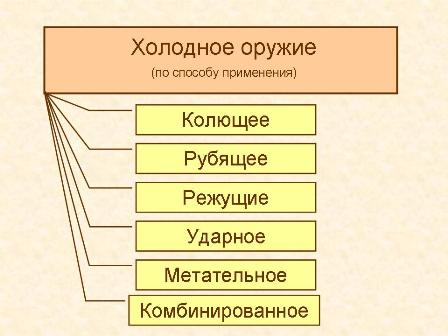 Холодное оружие
(по способу применения)
Колющее
Рубящее
Режущие
Ударное
Метательное
Комбинированное